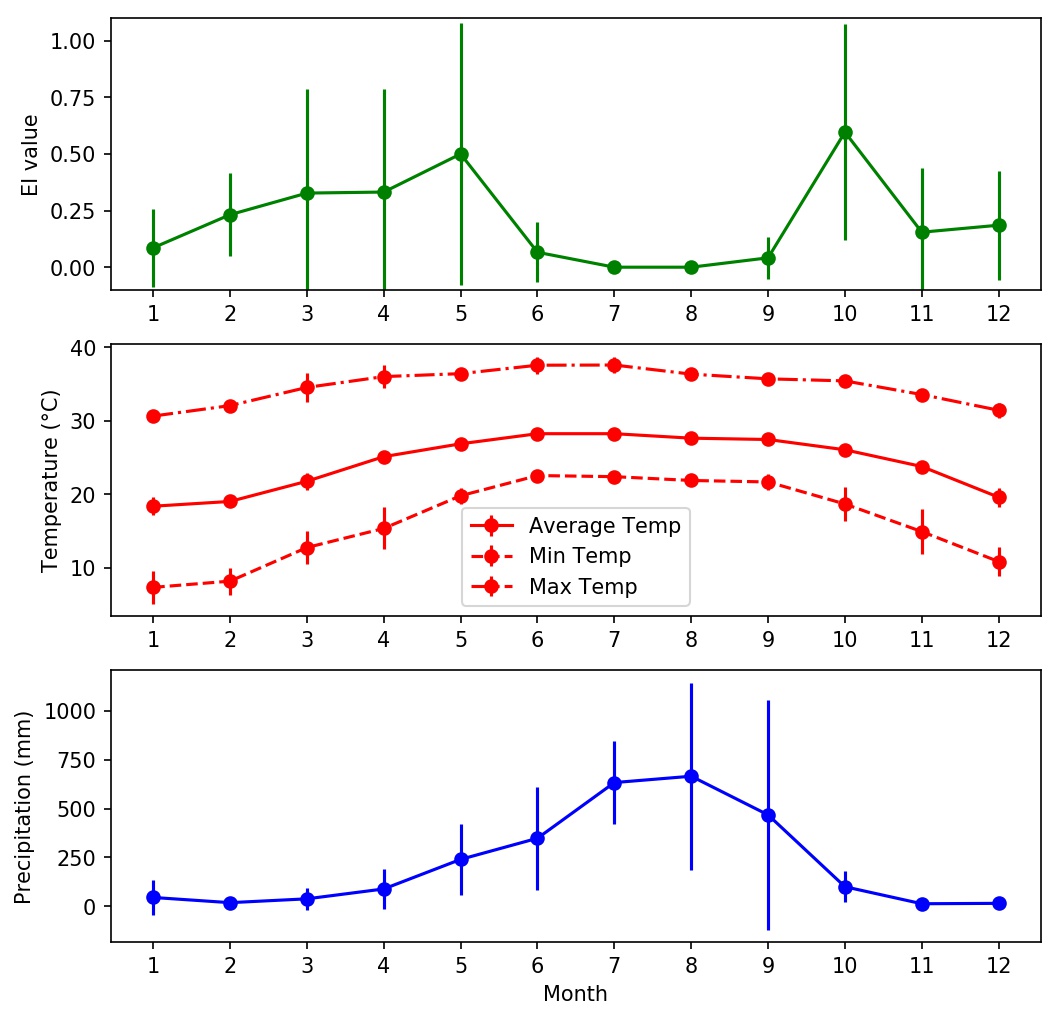 EI value
1.00
0.75
0.50
0.25
0.00
1 2 3 4 5 6 7 8 9 10 11 12
Temperature (°C)
40
30
20
10
Average Temp
Min Temp
Max Temp
1 2 3 4 5 6 7 8 9 10 11 12
Precipitation (mm)
1000
750
500
250
0
1 2 3 4 5 6 7 8 9 10 11 12
Month